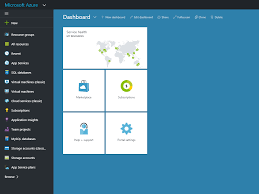 Microsoft Azure
Dashboard
New dashboard
Edit dashboard
Fullscreen
Clone
Delete
New
Resource groups
All resources
Recent
App Services
SQL databases
Virtual machines (classic)
Virtual machines
Cloud services (classic)
Subscriptions
Application insights
Team projects
MySQL databases
Storage accounts (classic)
Storage accounts
App Service plans
Service health
Marketplace
Subscriptions
Help + support
Portal settings